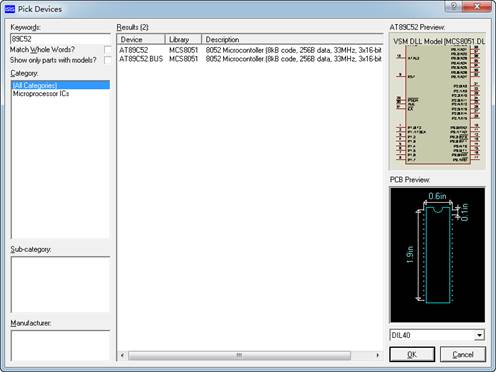 ISIS Pick Devices
Keywords:
89C52
Match Whole Words?
Show only parts with models?
Category:
(All Categories)
Microprocessor ICs
Sub-category:
Manufacturer:
Results (2):
Device Library Description
AT89C52 MCS8051 8052 Microcontoller (8kB code, 256B data, 33MHz, 3x16-bit
AT89C52.BUS MCS8051 8052 Microcontoller (8kB code, 256B data, 33MHz, 3x16-bit
AT89C52 Preview:
VSM DLL Model [MCS8051.DL
PCB Preview:
0.6in
0.1in
1.9in
DIL40
OK
Cancel